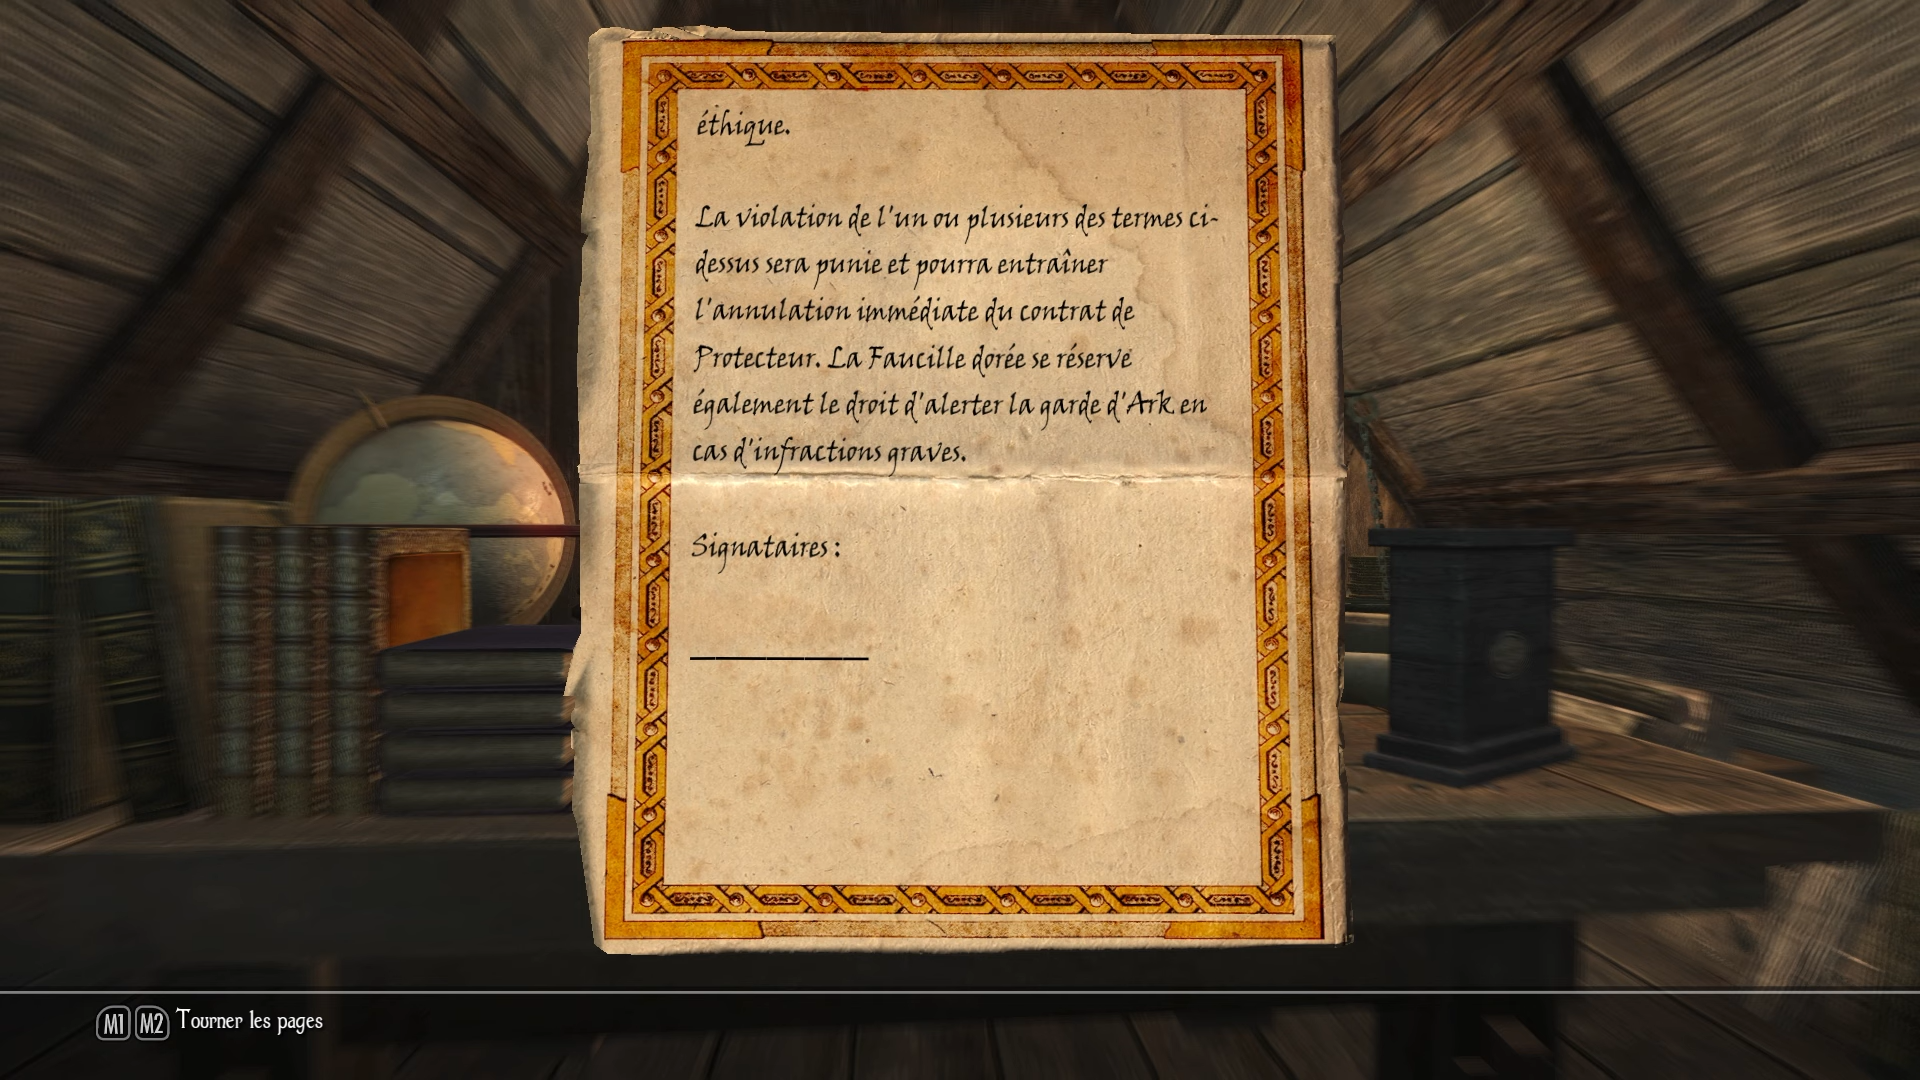 éthique.
La violation de l'un ou plusieurs des termes ci-
dessus sera punie et pourra entraîner
l'annulation immédiate du contrat de
Protecteur. La Faucille dorée se réserve
également le droit d'alerter la garde d'Ark en
cas d'infractions graves.
Signataires :
M1 M2 Tourner les pages